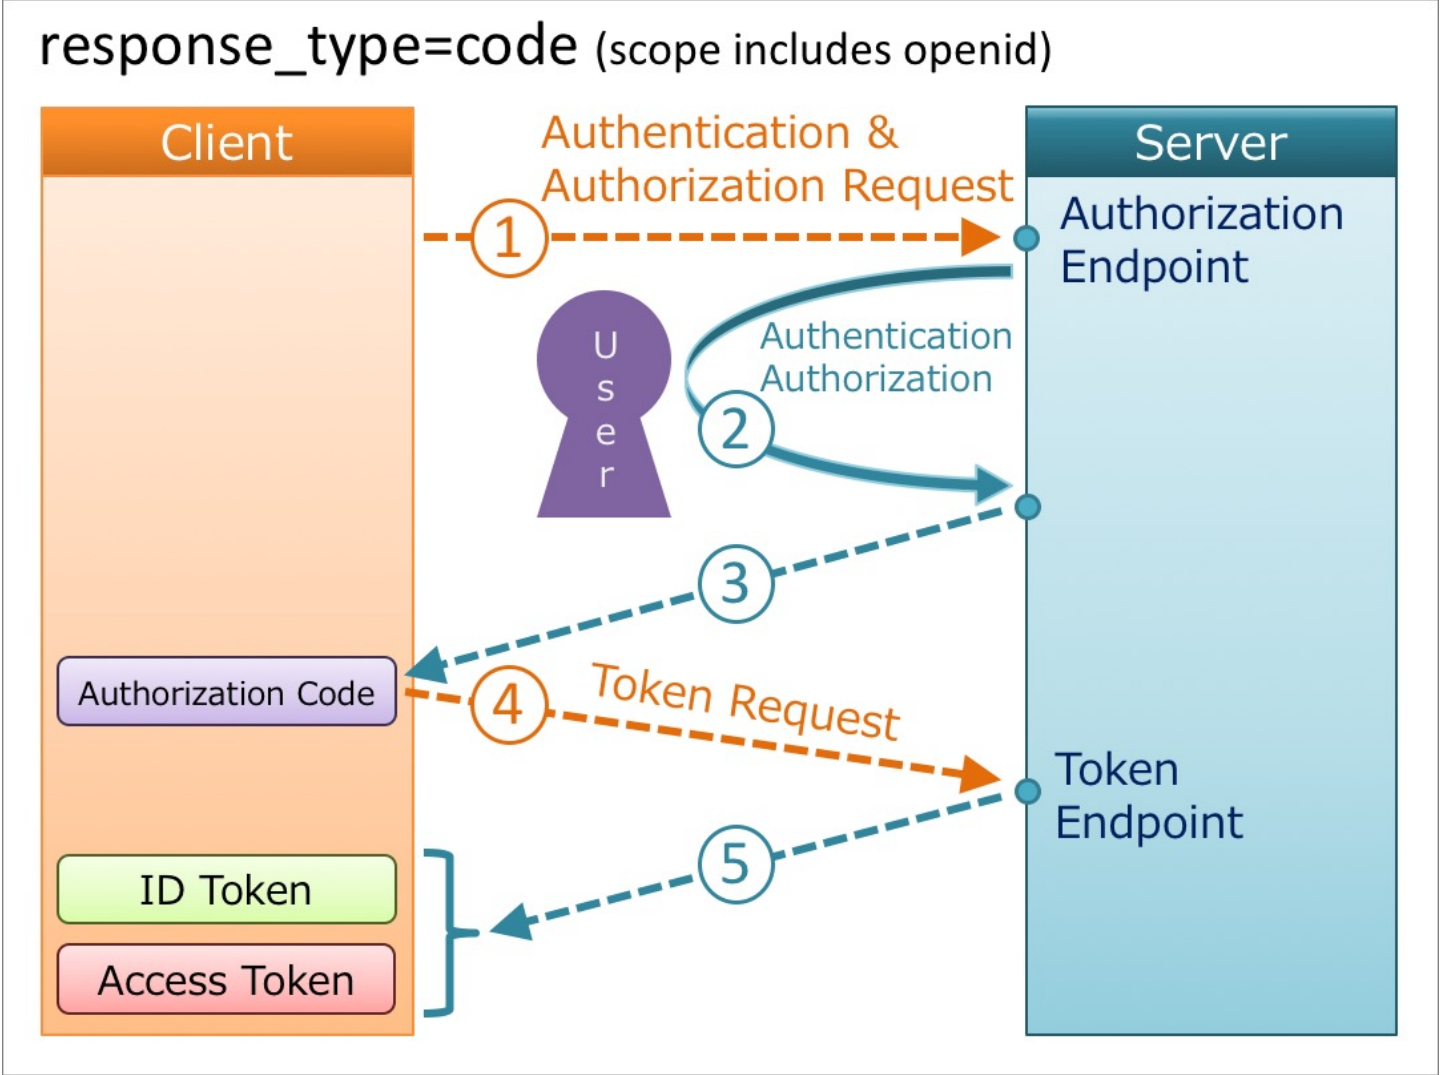 response_type=code (scope includes openid)
Client
Authentication &
Authorization Request
Server
1
Authorization
Endpoint
User
Authentication
Authorization
2
3
Authorization Code
4
Token Request
Token
Endpoint
5
ID Token
Access Token